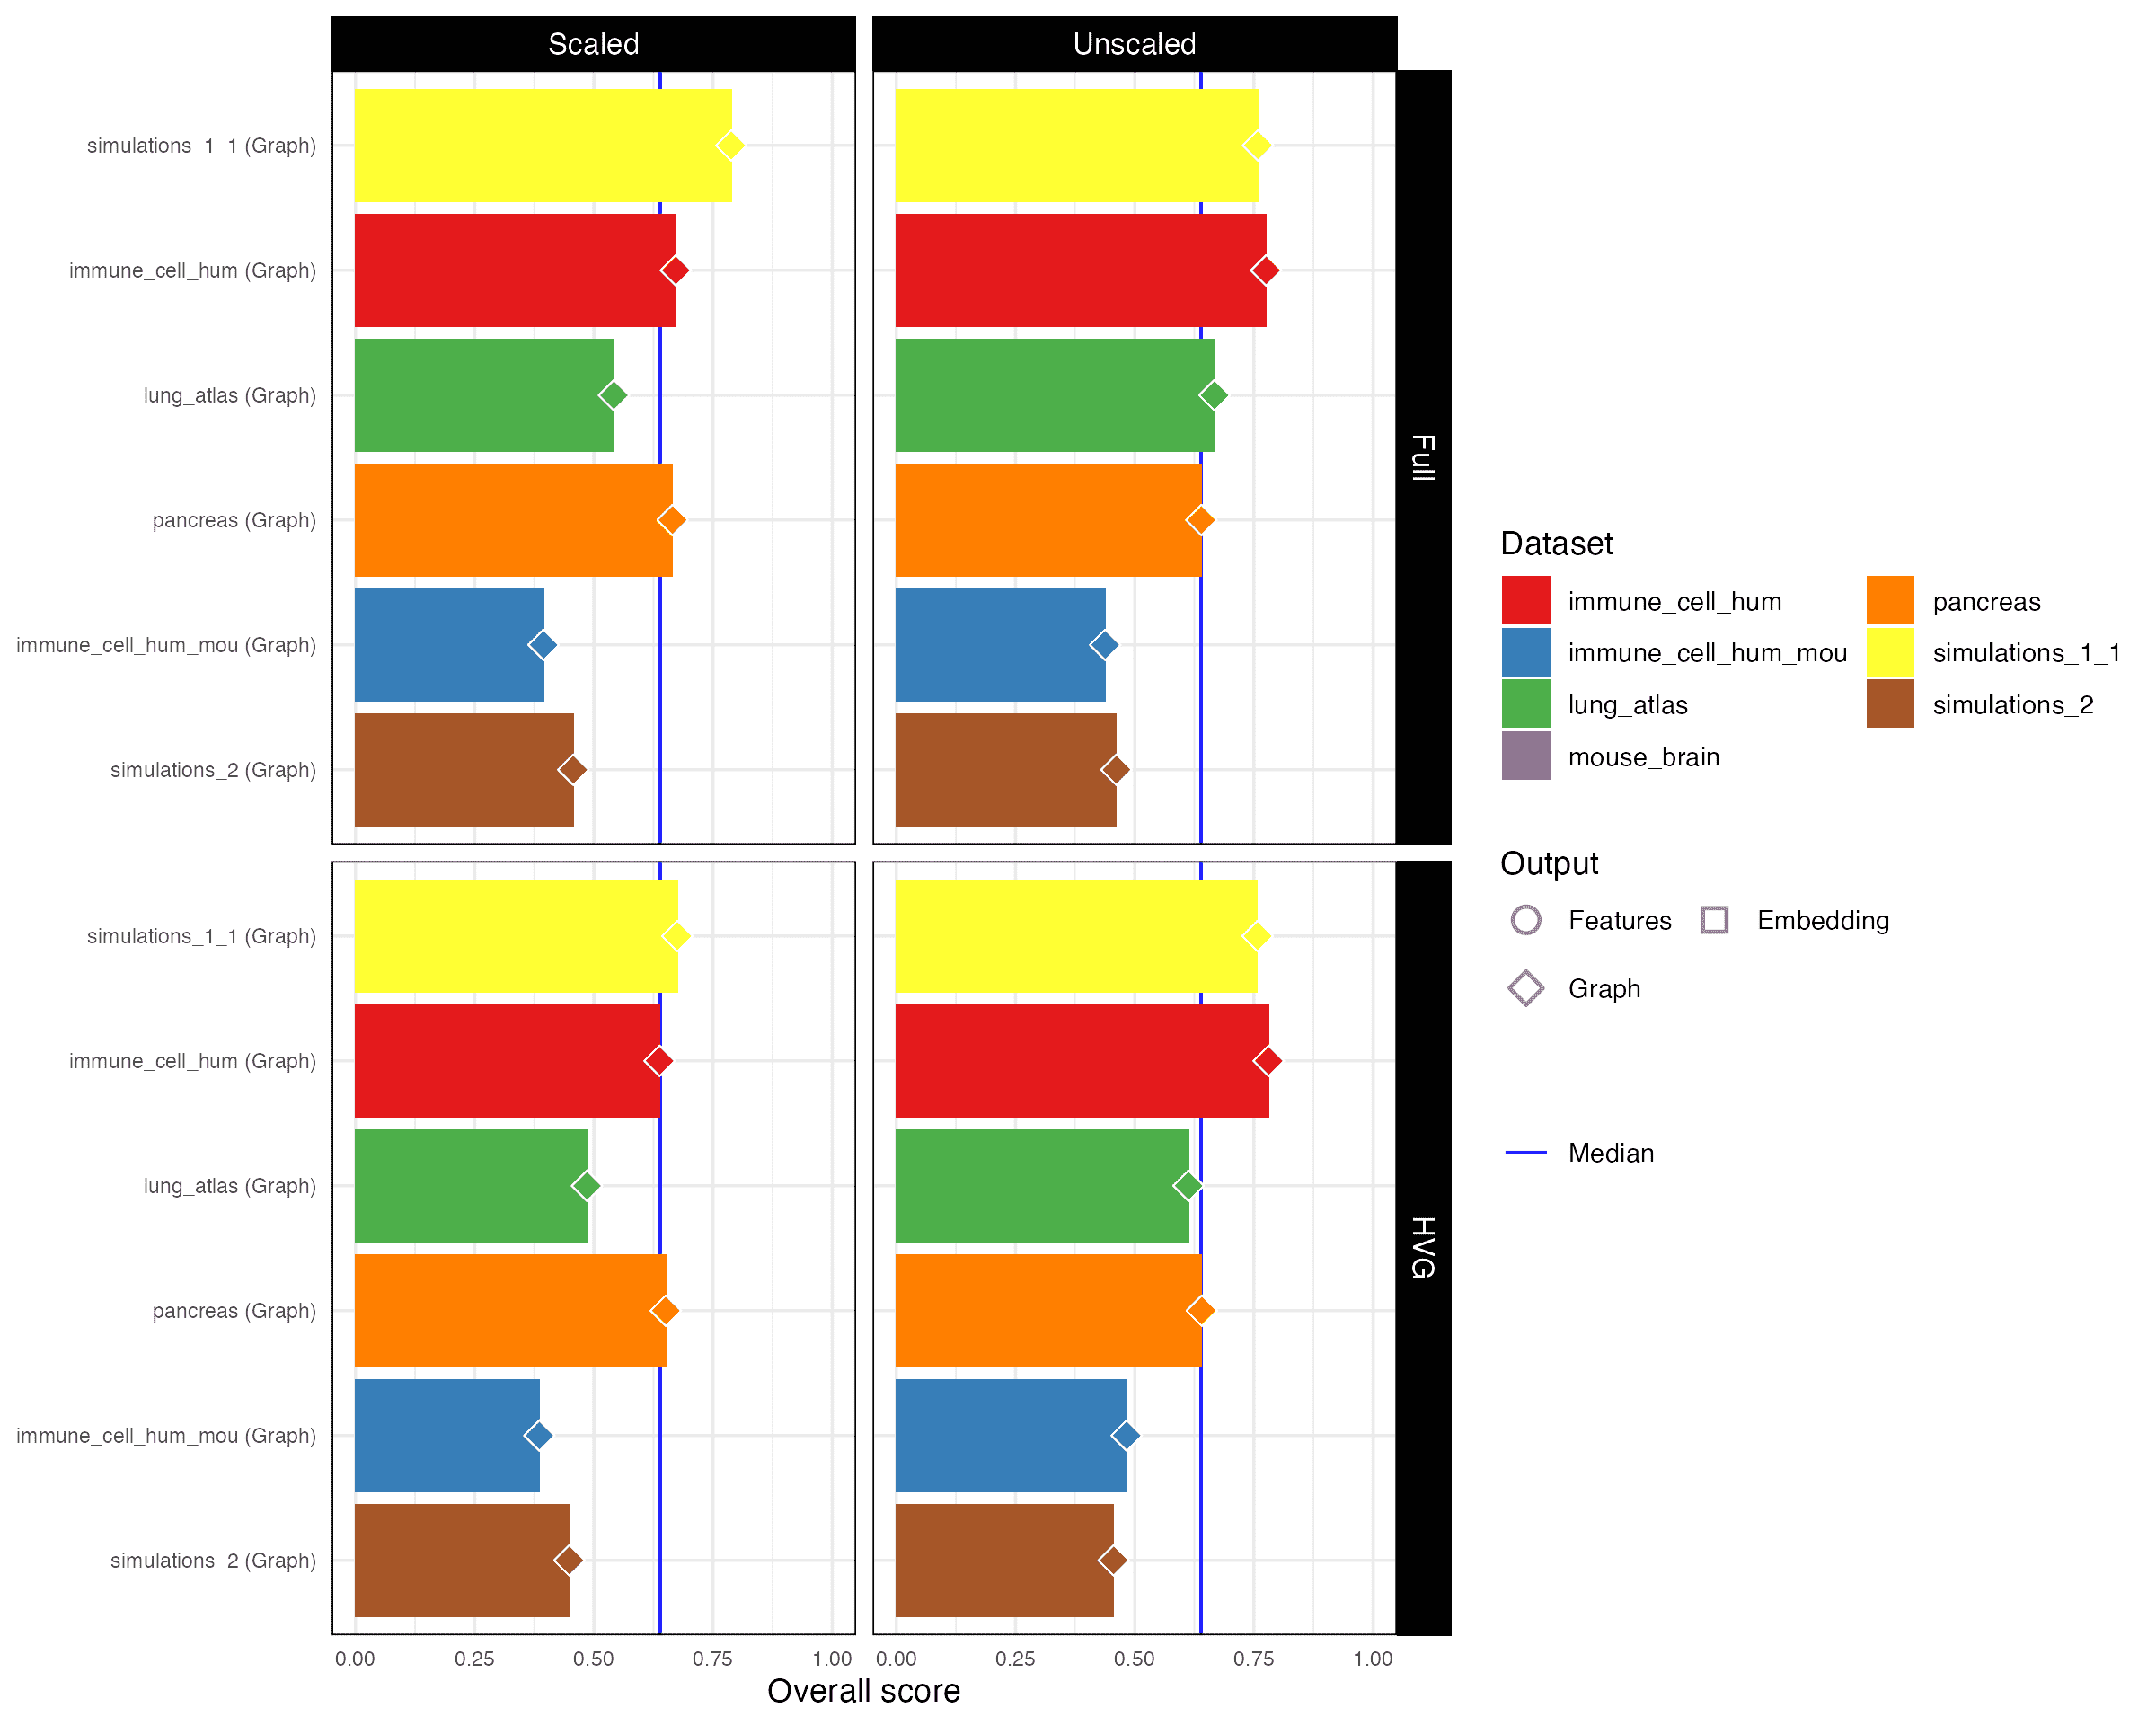 Scaled
Unscaled
simulations_1_1 (Graph)
immune_cell_hum (Graph)
lung_atlas (Graph)
pancreas (Graph)
immune_cell_hum_mou (Graph)
simulations_2 (Graph)
Full
simulations_1_1 (Graph)
immune_cell_hum (Graph)
lung_atlas (Graph)
pancreas (Graph)
immune_cell_hum_mou (Graph)
simulations_2 (Graph)
HVG
0.00 0.25 0.50 0.75 1.00
0.00 0.25 0.50 0.75 1.00
Overall score
Dataset
immune_cell_hum
immune_cell_hum_mou
lung_atlas
mouse_brain
pancreas
simulations_1_1
simulations_2
Output
Features
Embedding
Graph
Median